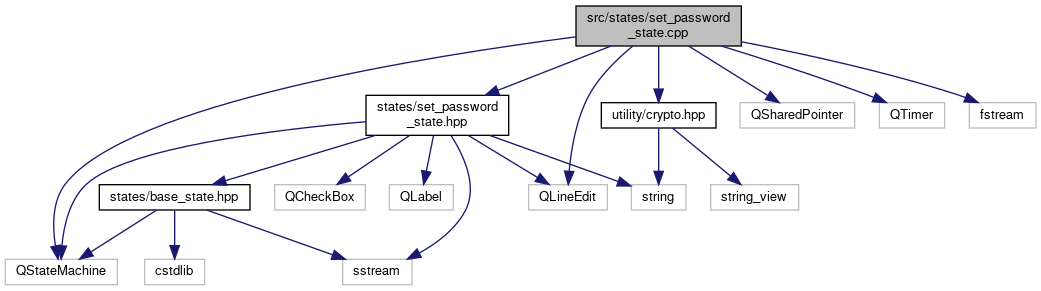 src/states/set_password
_state.cpp
states/set_password
_state.hpp
utility/crypto.hpp
QSharedPointer
QTimer
fstream
states/base_state.hpp
QCheckBox
QLabel
QLineEdit
string
string_view
QStateMachine
cstdlib
sstream